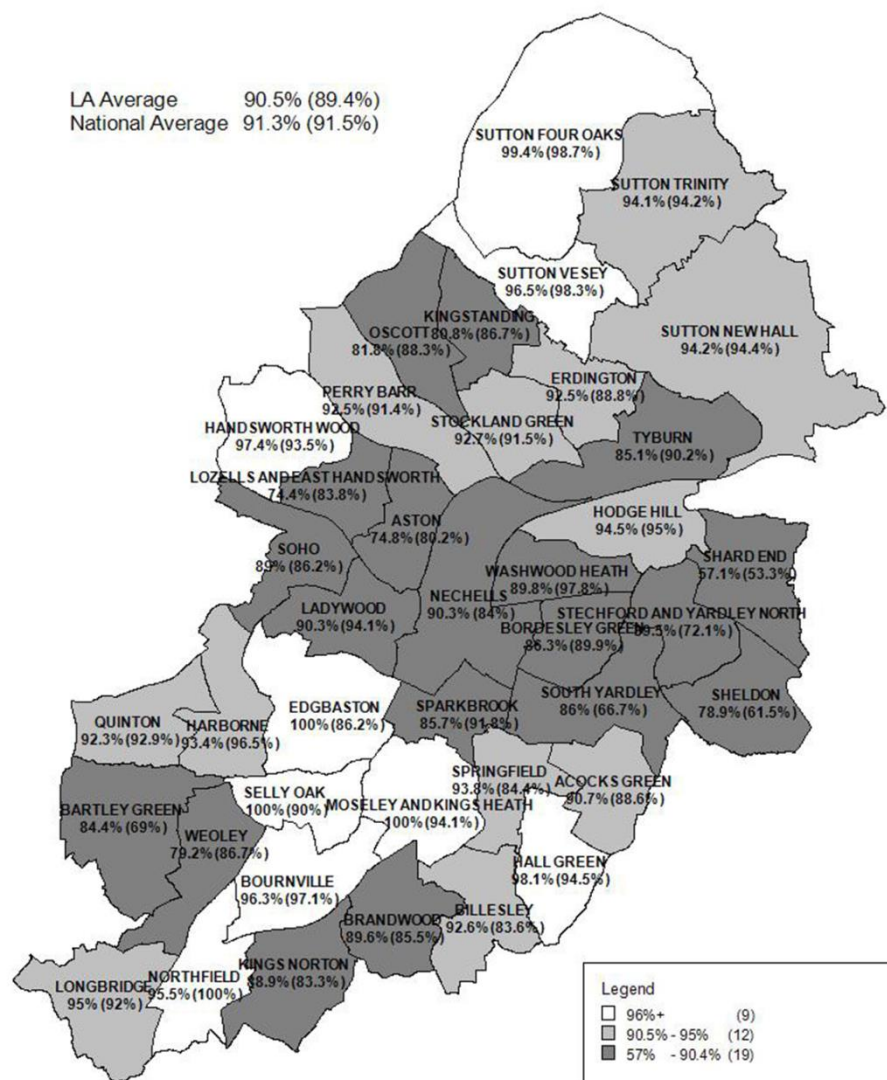 LA Average 90.5% (89.4%)
National Average 91.3% (91.5%)
SUTTON FOUR OAKS
99.4% (98.7%)
SUTTON TRINITY
94.1% (94.2%)
SUTTON VESEY
96.5% (98.3%)
SUTTON NEW HALL
94.2% (94.4%)
KINGSTANDING
80.8% (86.7%)
OSCOTT
81.8% (88.3%)
ERDINGTON
92.5% (88.8%)
PERRY BARR
92.5% (91.4%)
STOCKLAND GREEN
92.7% (91.5%)
HANDSWORTH WOOD
97.4% (93.5%)
TYBURN
85.1% (90.2%)
LOZELLS AND EAST HANDSWORTH
74.4% (83.8%)
HODGE HILL
94.5% (95%)
ASTON
74.8% (80.2%)
SOHO
89% (86.2%)
SHARD END
57.1% (53.3%)
WASHWOOD HEATH
89.8% (97.8%)
NECHELLS
90.3% (84%)
LADYWOOD
90.3% (94.1%)
STECHFORD AND YARDLEY NORTH
89.5% (72.1%)
BORDESLEY GREEN
86.3% (89.9%)
EDGBASTON
100% (86.2%)
SPARKBROOK
85.7% (91.8%)
SOUTH YARDLEY
86% (66.7%)
SHELDON
78.9% (61.5%)
QUINTON
92.3% (92.9%)
HARBORNE
93.4% (96.5%)
SPRINGFIELD
93.8% (84.4%)
ACOCKS GREEN
90.7% (88.6%)
SELLY OAK
100% (90%)
MOSELEY AND KINGS HEATH
100% (94.1%)
BARTLEY GREEN
84.4% (69%)
WEOLEY
79.2% (86.7%)
HALL GREEN
98.1% (94.5%)
BOURNVILLE
96.3% (97.1%)
BRANDWOOD
89.6% (85.5%)
BILLESLEY
92.6% (83.6%)
KINGS NORTON
88.9% (83.3%)
NORTHFIELD
95.5% (100%)
LONGBRIDGE
95% (92%)
Legend
96%+ (9)
90.5% - 95% (12)
57% - 90.4% (19)